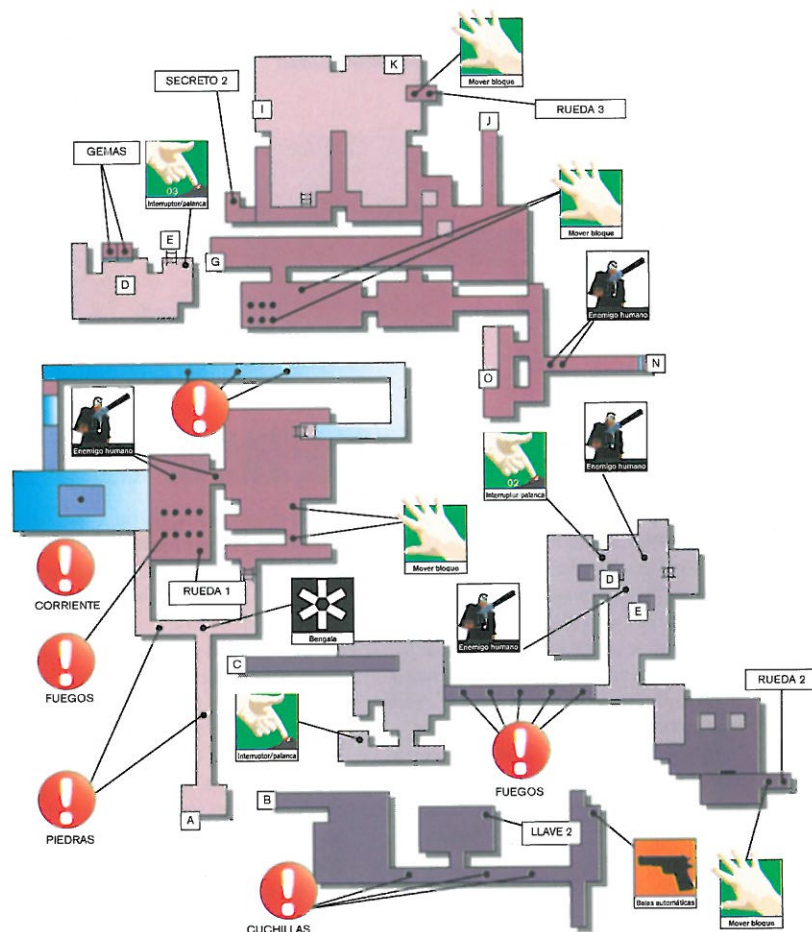 Mover bloque
K
SECRETO 2
I
RUEDA 3
J
GEMAS
03
Interruptor/palanca
Mover bloque
E
D
G
Enemigo humano
O
N
Enemigo humano
Enemigo humano
02
Interruptur palanca
Mover bloque
D
CORRIENTE
RUEDA 1
Bengala
E
Enemigo humano
C
RUEDA 2
FUEGOS
Interruptor/palanca
FUEGOS
B
A
PIEDRAS
LLAVE 2
Balas automáticas
Mover bloque
CUCHILLAS